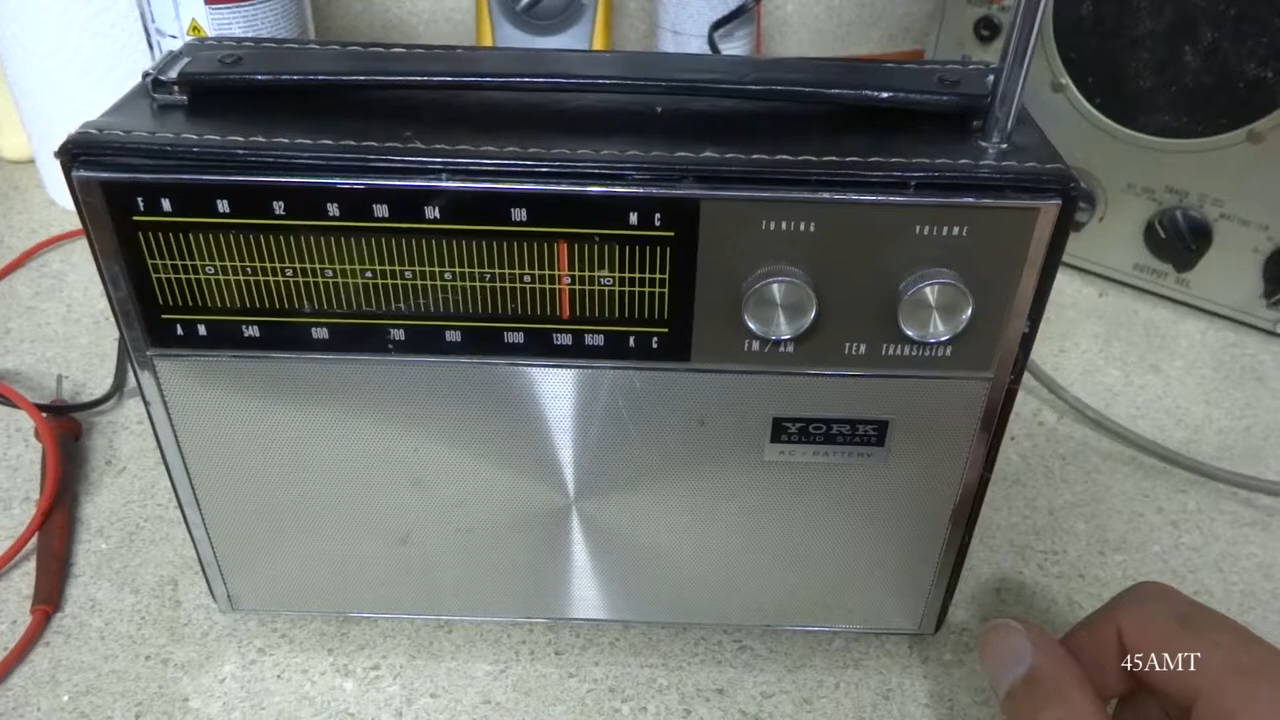 FM 88 92 96 100 104 108 MC
0 1 2 3 4 5 6 7 8 9 10
AM 540 600 700 800 1000 1300 1600 KC
TUNING VOLUME
FM / AM TEN TRANSISTOR
YORK
SOLID STATE
AC / BATTERY
OUTPUT SEL.
45AMT